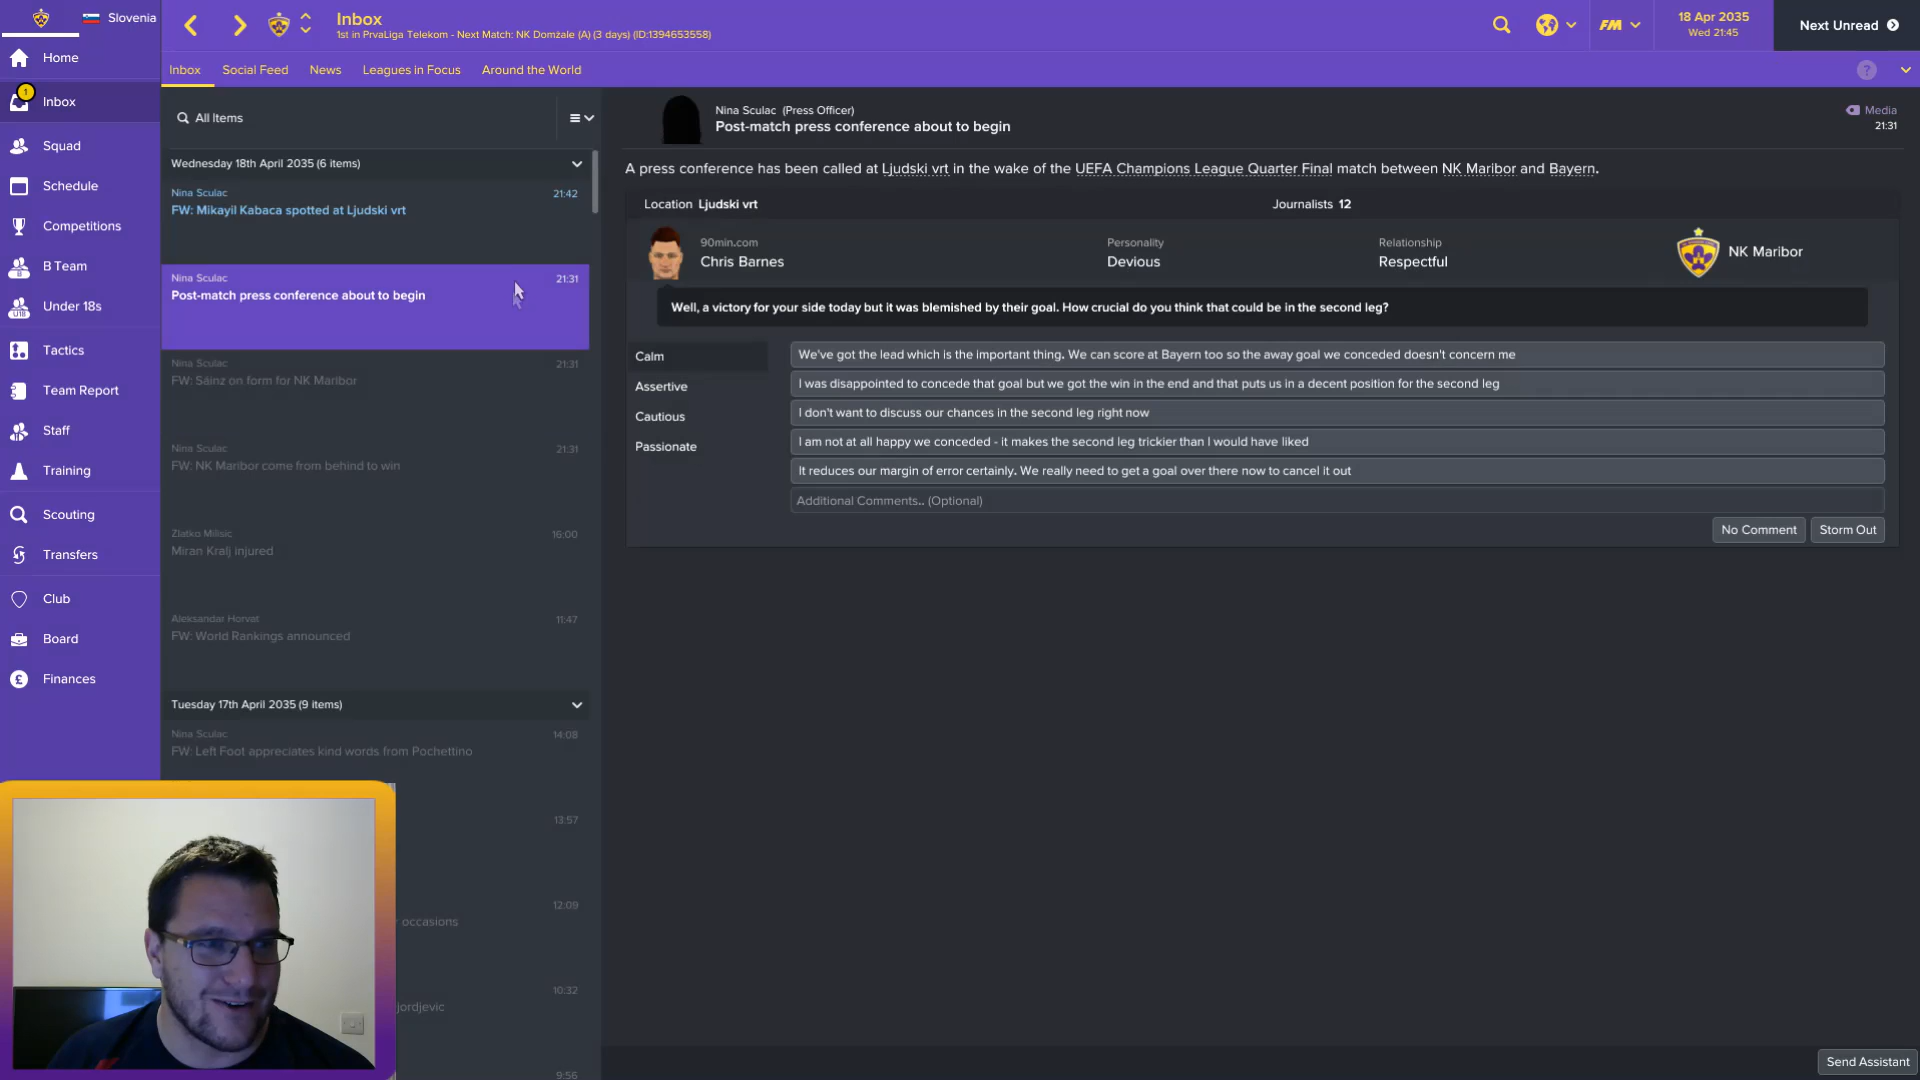 Slovenia
Home
1
Inbox
Squad
Schedule
Competitions
B Team
Under 18s
Tactics
Team Report
Staff
Training
Scouting
Transfers
Club
Board
Finances
Inbox
1st in PrvaLiga Telekom - Next Match: NK Domžale (A) (3 days) (ID:1394653558)
FM
18 Apr 2035
Wed 21:45
Next Unread
Inbox
Social Feed
News
Leagues in Focus
Around the World
?
All Items
Wednesday 18th April 2035 (6 items)
Nina Sculac 21:42
FW: Mikayil Kabaca spotted at Ljudski vrt
Nina Sculac 21:31
Post-match press conference about to begin
Nina Sculac 21:31
FW: Sáinz on form for NK Maribor
Nina Sculac 21:31
FW: NK Maribor come from behind to win
Zlatko Milisic 16:00
Miran Kralj injured
Aleksandar Horvat 11:47
FW: World Rankings announced
Tuesday 17th April 2035 (9 items)
Nina Sculac 14:08
FW: Left Foot appreciates kind words from Pochettino
13:57
12:09
occasions
10:32
jordjevic
9:56
Nina Sculac (Press Officer)
Post-match press conference about to begin
Media
21:31
A press conference has been called at Ljudski vrt in the wake of the UEFA Champions League Quarter Final match between NK Maribor and Bayern.
Location Ljudski vrt
Journalists 12
90min.com
Chris Barnes
Personality
Devious
Relationship
Respectful
NK Maribor
Well, a victory for your side today but it was blemished by their goal. How crucial do you think that could be in the second leg?
Calm
Assertive
Cautious
Passionate
We've got the lead which is the important thing. We can score at Bayern too so the away goal we conceded doesn't concern me
I was disappointed to concede that goal but we got the win in the end and that puts us in a decent position for the second leg
I don't want to discuss our chances in the second leg right now
I am not at all happy we conceded - it makes the second leg trickier than I would have liked
It reduces our margin of error certainly. We really need to get a goal over there now to cancel it out
Additional Comments.. (Optional)
No Comment
Storm Out
Send Assistant